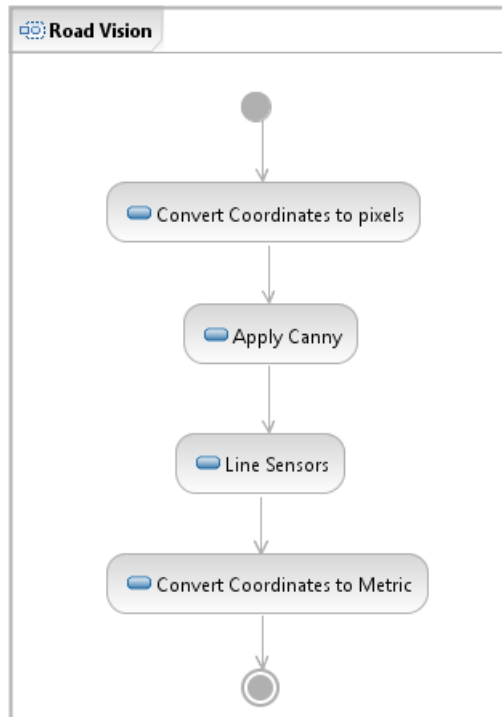 Road Vision
Convert Coordinates to pixels
Apply Canny
Line Sensors
Convert Coordinates to Metric